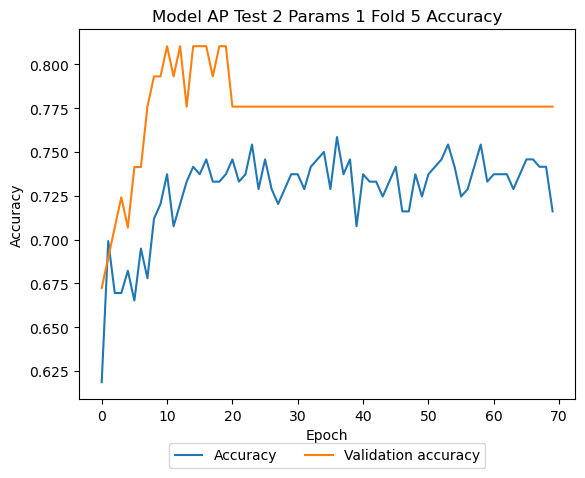 Model AP Test 2 Params 1 Fold 5 Accuracy
Accuracy
0.800
0.775
0.750
0.725
0.700
0.675
0.650
0.625
0 10 20 30 40 50 60 70
Epoch
Accuracy Validation accuracy